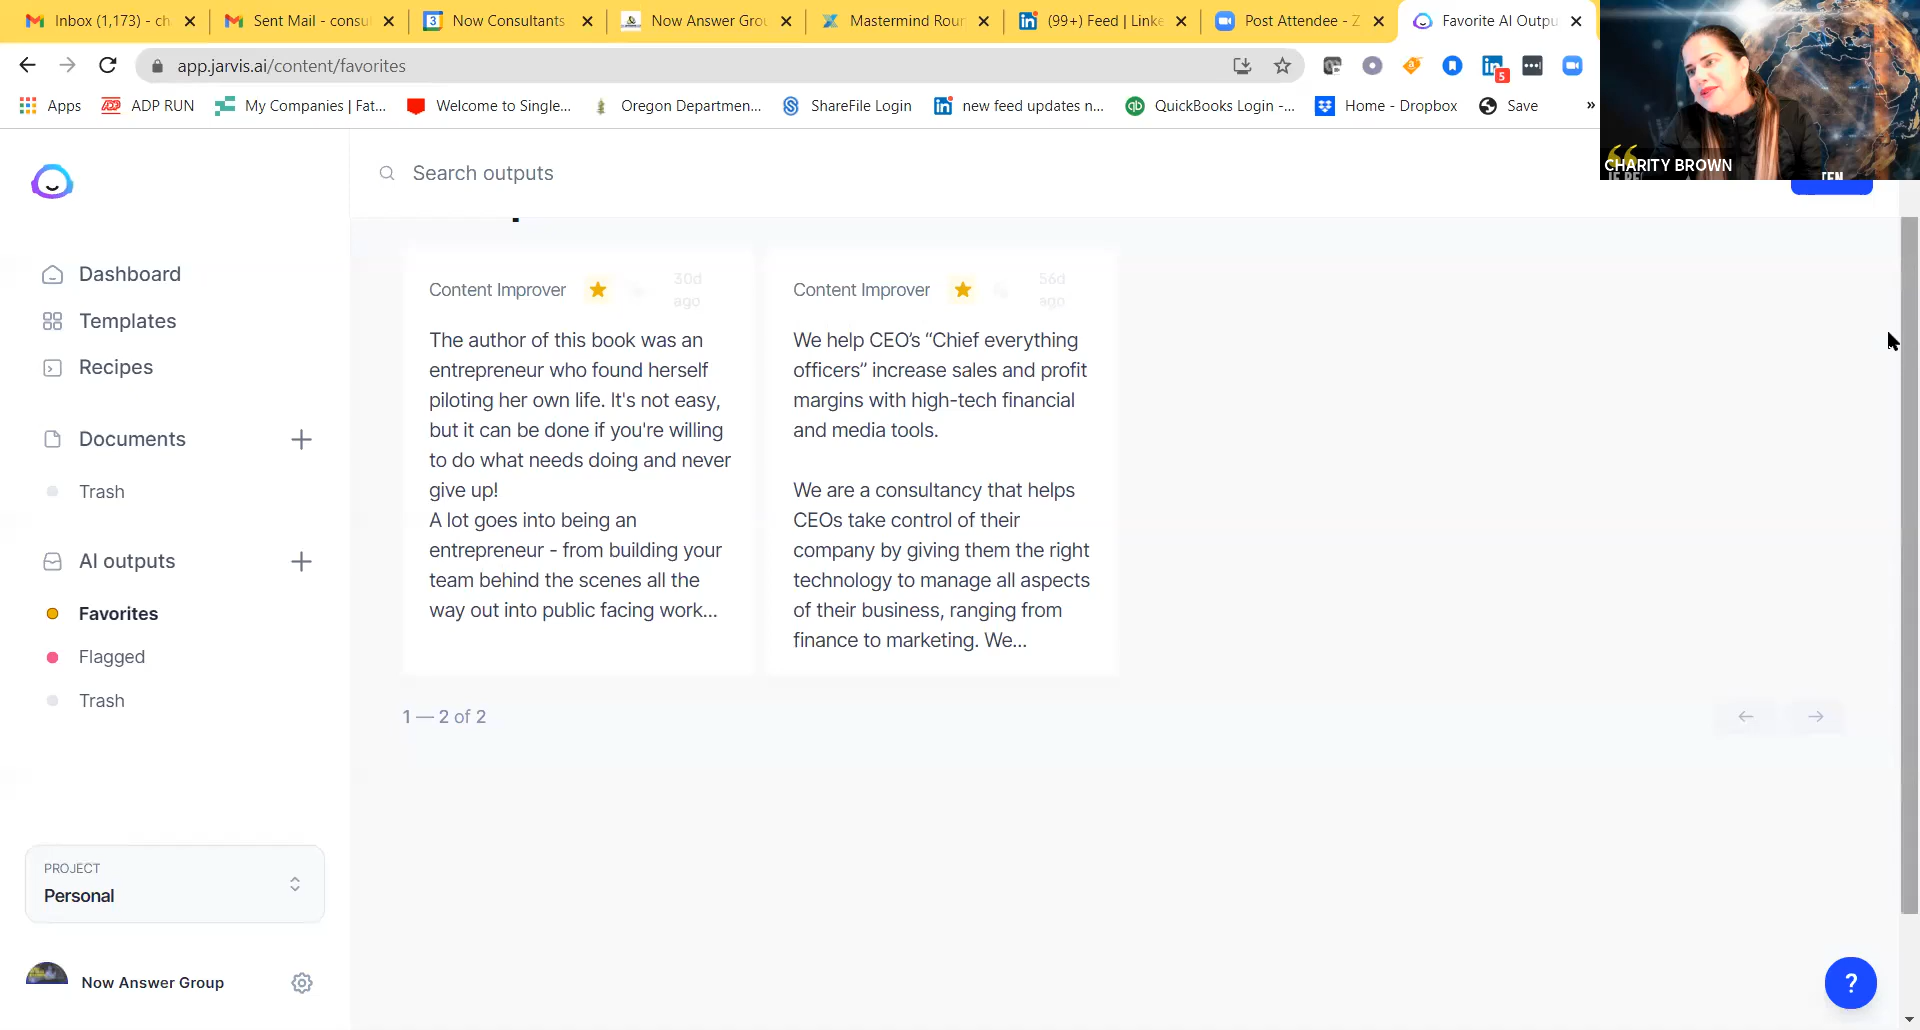 Inbox (1,173) - ch
Sent Mail - consul
Now Consultants
Now Answer Grou
Mastermind Roun
(99+) Feed | Linke
Post Attendee - Z
Favorite AI Outpu
app.jarvis.ai/content/favorites
5
Apps
ADP RUN
My Companies | Fat...
Welcome to Single...
Oregon Departmen...
ShareFile Login
new feed updates n...
QuickBooks Login -...
Home - Dropbox
Save
»
CHARITY BROWN
Search outputs
Dashboard
Templates
Recipes
Documents
Trash
AI outputs
Favorites
Flagged
Trash
PROJECT
Personal
Now Answer Group
Content Improver
30d
ago
The author of this book was an
entrepreneur who found herself
piloting her own life. It's not easy,
but it can be done if you're willing
to do what needs doing and never
give up!
A lot goes into being an
entrepreneur - from building your
team behind the scenes all the
way out into public facing work...
Content Improver
56d
ago
We help CEO's “Chief everything
officers” increase sales and profit
margins with high-tech financial
and media tools.
We are a consultancy that helps
CEOs take control of their
company by giving them the right
technology to manage all aspects
of their business, ranging from
finance to marketing. We...
1 — 2 of 2
?